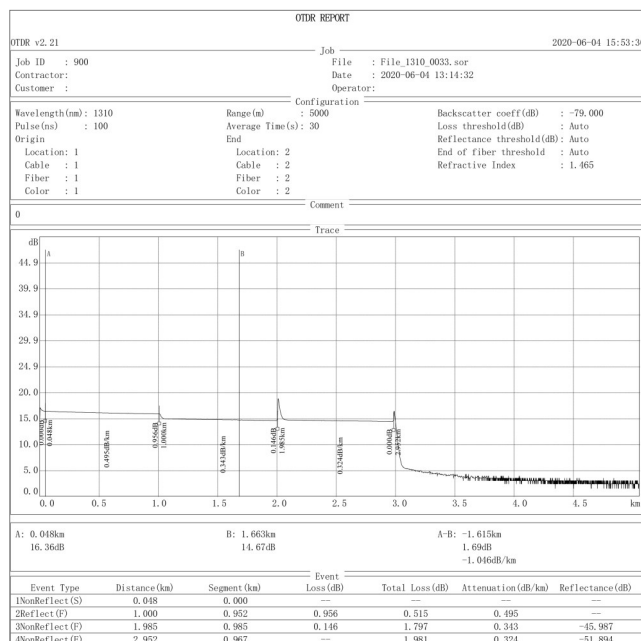 OTDR REPORT
OTDR v2.21 2020-06-04 15:53:30
Job
Job ID : 900 File : File_1310_0033.sor
Contractor: Date : 2020-06-04 13:14:32
Customer : Operator:
Configuration
Wavelength(nm): 1310 Range(m) : 5000 Backscatter coeff(dB) : -79.000
Pulse(ns) : 100 Average Time(s): 30 Loss threshold(dB) : Auto
Origin End Reflectance threshold(dB): Auto
Location: 1 Location: 2 End of fiber threshold : Auto
Cable : 1 Cable : 2 Refractive Index : 1.465
Fiber : 1 Fiber : 2
Color : 1 Color : 2
Comment
0
Trace
dB
A B
44.9
39.9
34.9
29.9
24.9
20.0
15.0
10.0
5.0
0.0
0.000dB
0.048km
0.495dB/km
0.956dB
1.000km
0.343dB/km
0.146dB
1.985km
0.324dB/km
0.000dB
2.952km
0.0 0.5 1.0 1.5 2.0 2.5 3.0 3.5 4.0 4.5 km
A: 0.048km B: 1.663km A-B: -1.615km
16.36dB 14.67dB 1.69dB
-1.046dB/km
Event
Event Type Distance(km) Segment(km) Loss(dB) Total Loss(dB) Attenuation(dB/km) Reflectance(dB)
1NonReflect(S) 0.048 0.000 -- -- -- --
2Reflect(F) 1.000 0.952 0.956 0.515 0.495 --
3NonReflect(F) 1.985 0.985 0.146 1.797 0.343 -45.987
4NonReflect(E) 2.952 0.967 -- 1.981 0.324 -51.894